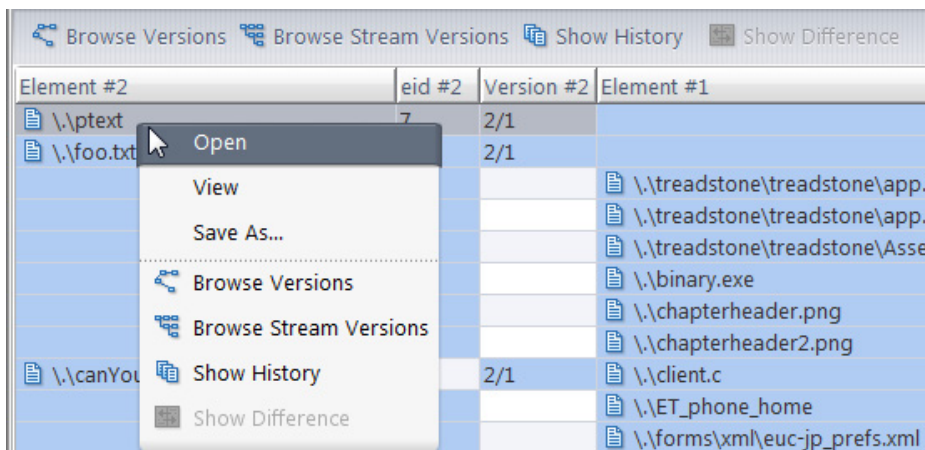 Browse Versions Browse Stream Versions Show History Show Difference
Element #2 eid #2 Version #2 Element #1
\.\ptext 7 2/1
\.\foo.txt 2/1
Open
View
Save As...
Browse Versions
Browse Stream Versions
Show History
Show Difference
\.\treadstone\treadstone\app.
\.\treadstone\treadstone\app.
\.\treadstone\treadstone\Asse
\.\binary.exe
\.\chapterheader.png
\.\chapterheader2.png
\.\canYou 2/1 \.\client.c
\.\ET_phone_home
\.\forms\xml\euc-jp_prefs.xml